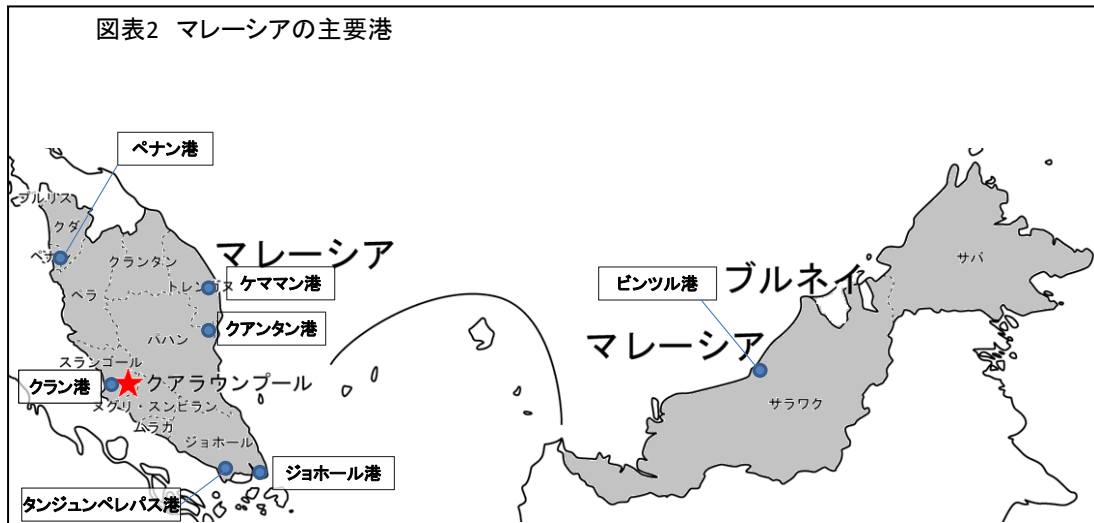 図表2 マレーシアの主要港
ペナン港
プルリス
クダ
ペナ
クランタン
マレーシア
トレンガヌ
ケママン港
ペラ
パハン
クアンタン港
スランゴール
クラン港
クアラウンプール
ヌグリ・スンビラン
ムラカ
ジョホール
ジョホール港
タンジュンペレパス港
ブルネイ
サバ
ビンツル港
マレーシア
サラワク